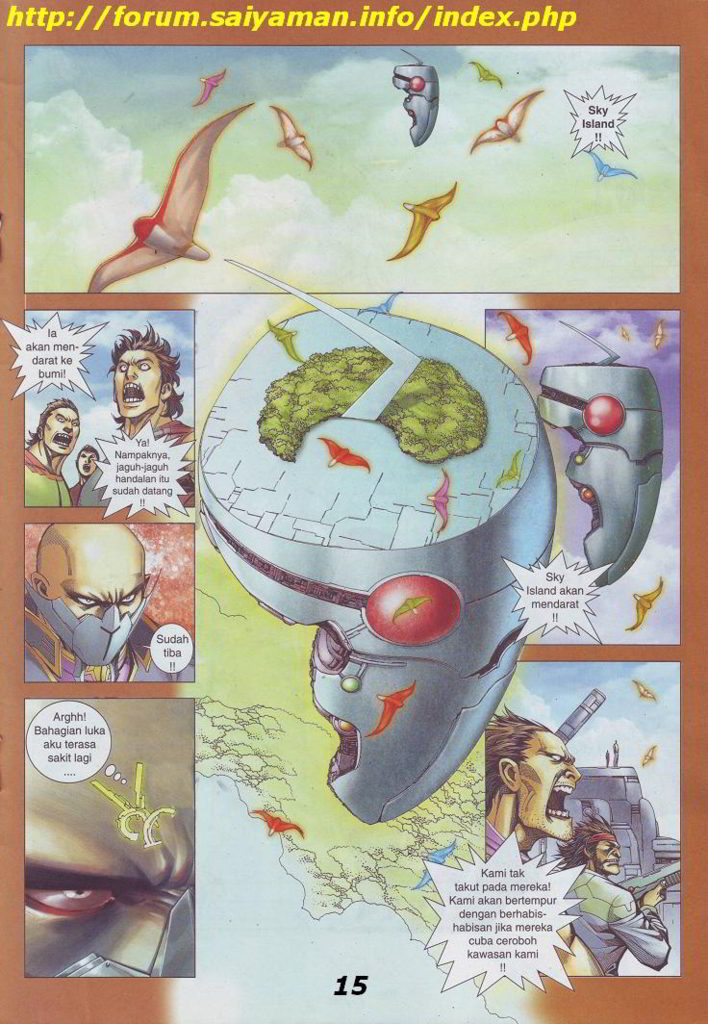 http://forum.saiyaman.info/index.php
Sky
Island
!!
Ia
akan men-
darat ke
bumi!
Ya!
Nampaknya,
jaguh-jaguh
handalan itu
sudah datang
!!
Sky
Island akan
mendarat
!!
Sudah
tiba
!!
Arghh!
Bahagian luka
aku terasa
sakit lagi
....
Kami tak
takut pada mereka!
Kami akan bertempur
dengan berhabis-
habisan jika mereka
cuba ceroboh
kawasan kami
!!
15